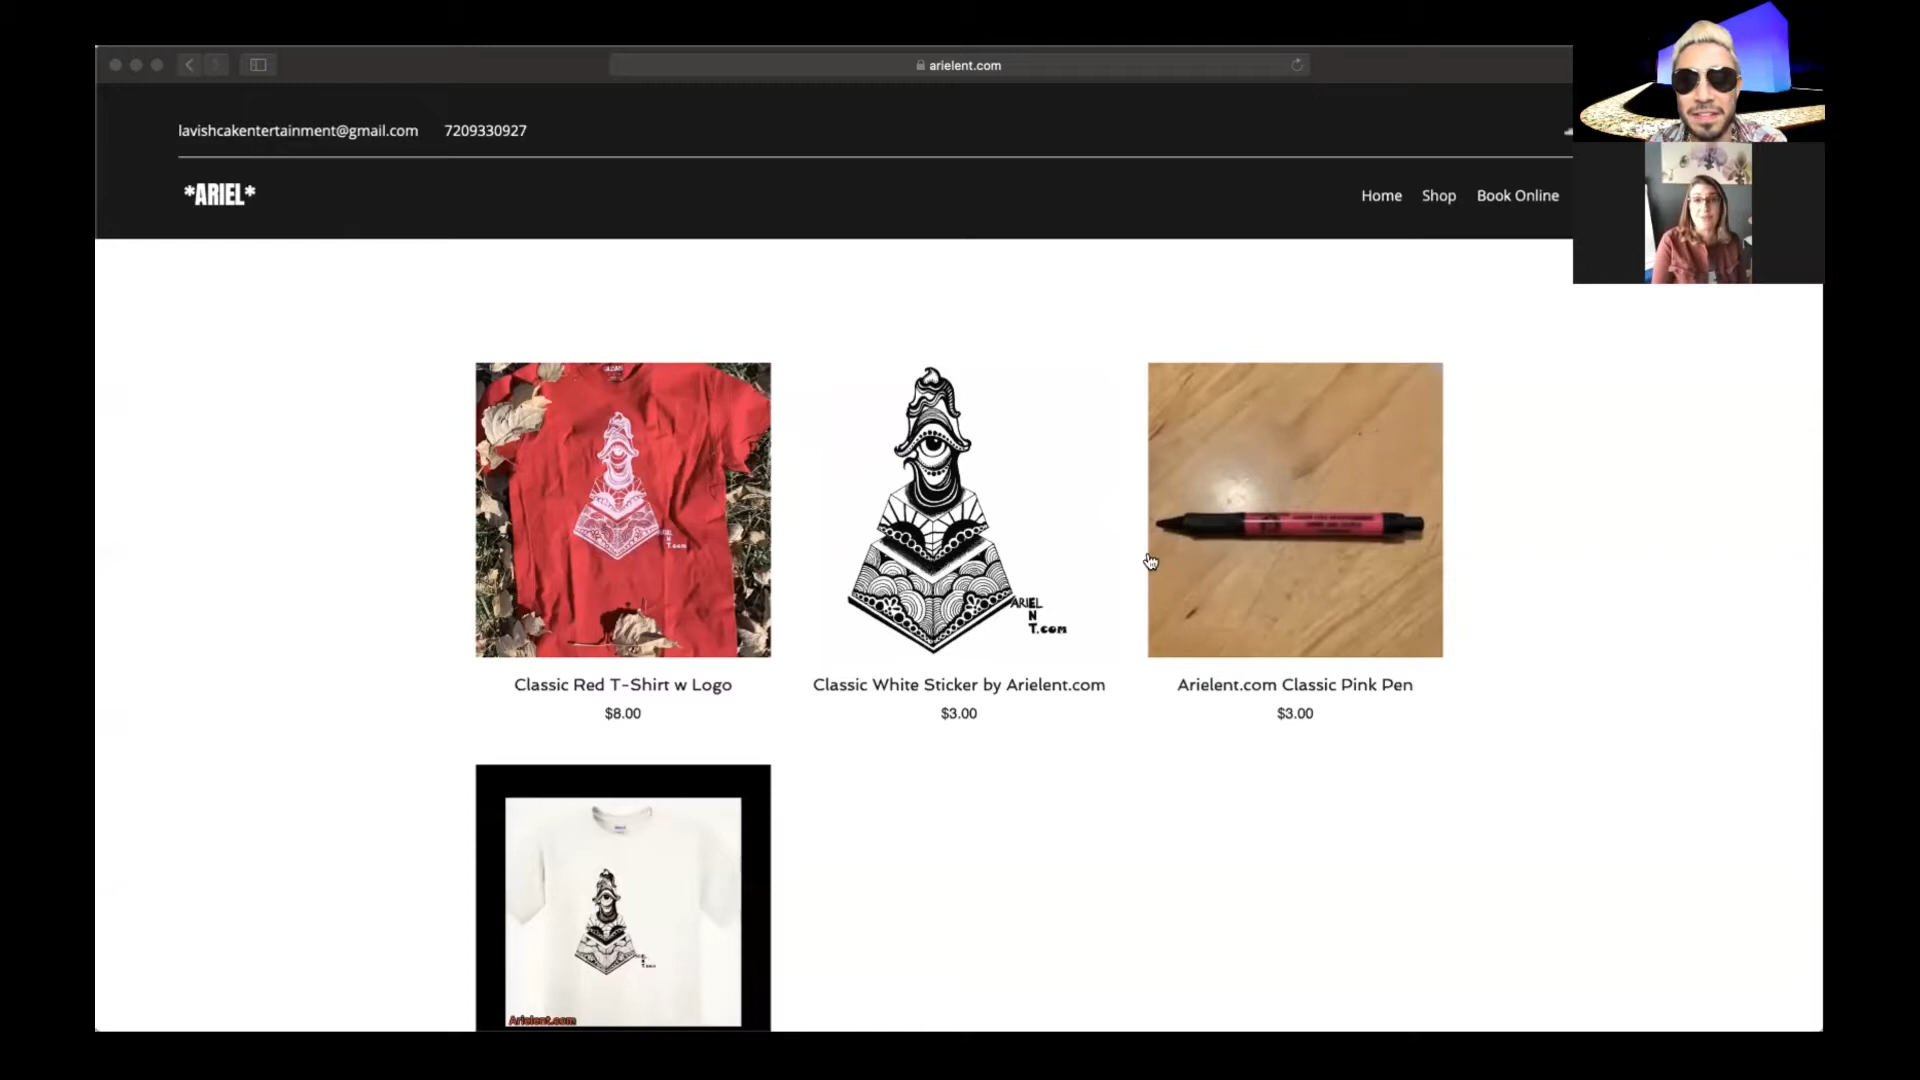 arielent.com
lavishcakentertainment@gmail.com 7209330927
*ARIEL*
Home Shop Book Online
ARIEL
N
T.com
Classic Red T-Shirt w Logo
$8.00
Classic White Sticker by Arielent.com
$3.00
Arielent.com Classic Pink Pen
$3.00
Arielent.com